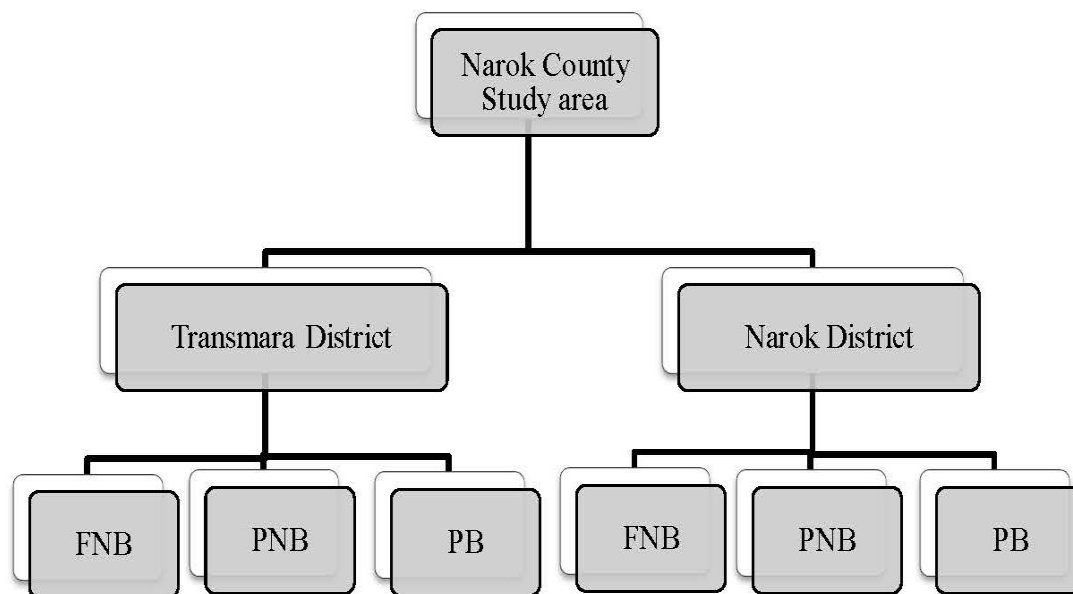 Narok County
Study area
Transmara District
Narok District
FNB
PNB
PB
FNB
PNB
PB